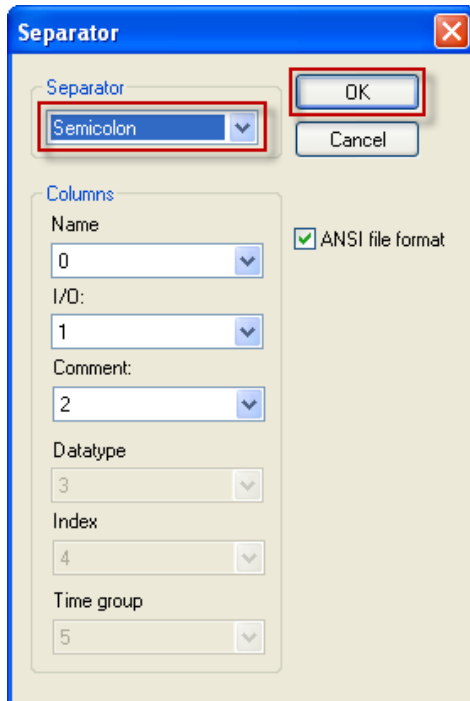 Separator
Separator
Semicolon
OK
Cancel
Columns
Name
0
ANSI file format
I/O:
1
Comment:
2
Datatype
3
Index
4
Time group
5